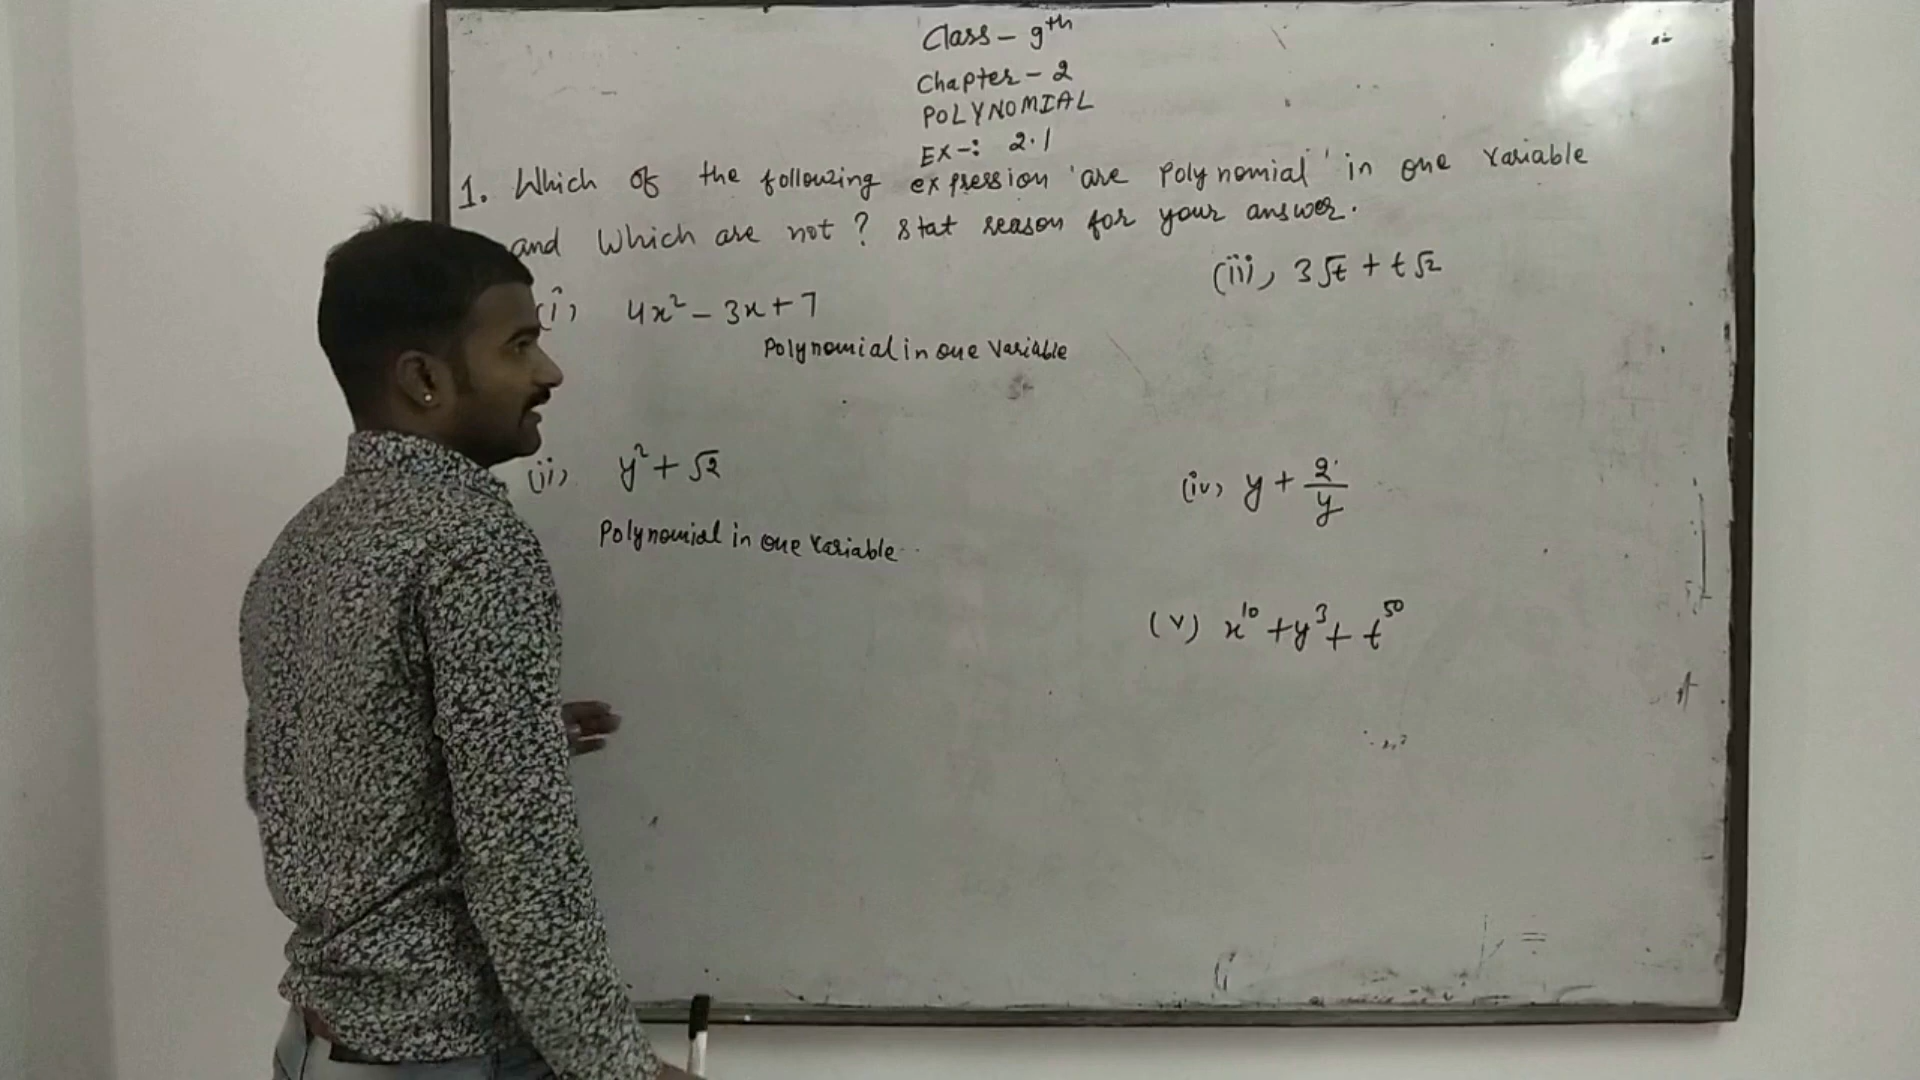 Class - 9th
Chapter - 2
POLYNOMIAL
EX-: 2.1
1. Which of the following expression 'are Polynomial' in one variable
and Which are not ? stat reason for your answer.
(i) 4x² - 3x + 7
Polynomial in one Variable
(ii) y² + √2
Polynomial in one variable
(iii) 3√t + t√2
(iv) y + 2/y
(v) x¹⁰ + y³ + t⁵⁰